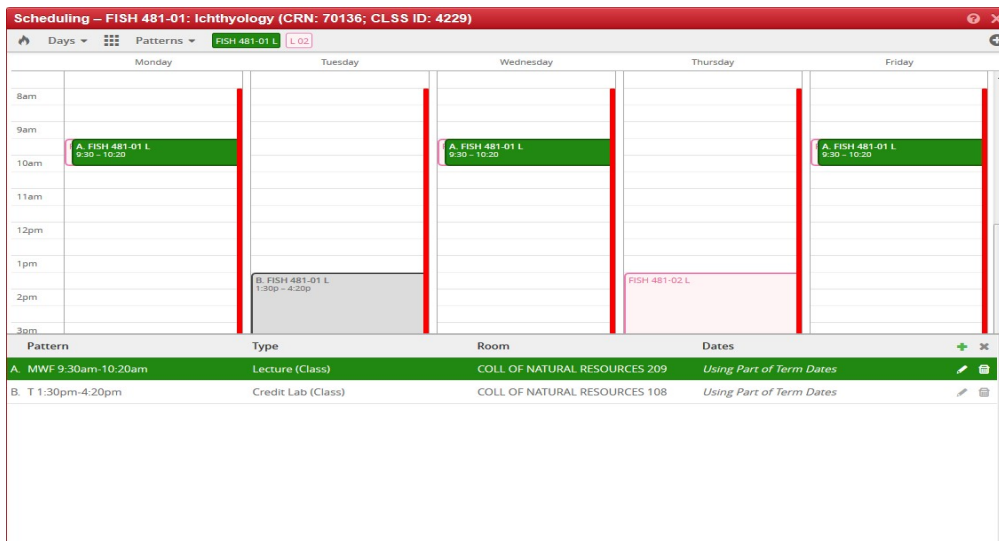 Scheduling – FISH 481-01: Ichthyology (CRN: 70136; CLSS ID: 4229)
Days Patterns FISH 481-01 L L 02
Monday Tuesday Wednesday Thursday Friday
8am
9am
A. FISH 481-01 L A. FISH 481-01 L A. FISH 481-01 L
9:30 – 10:20 9:30 – 10:20 9:30 – 10:20
10am
11am
12pm
1pm
B. FISH 481-01 L FISH 481-02 L
1:30p – 4:20p
2pm
3pm
Pattern Type Room Dates
A. MWF 9:30am-10:20am Lecture (Class) COLL OF NATURAL RESOURCES 209 Using Part of Term Dates
B. T 1:30pm-4:20pm Credit Lab (Class) COLL OF NATURAL RESOURCES 108 Using Part of Term Dates